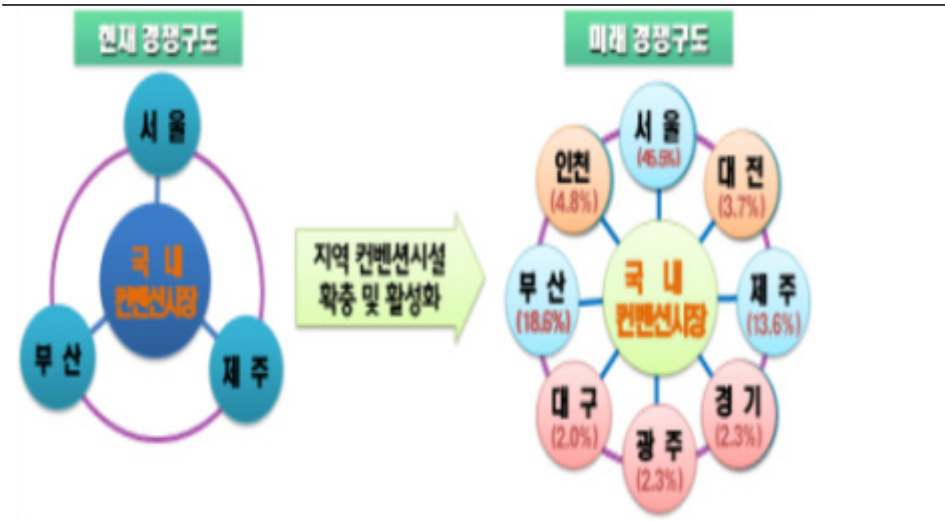 현재 경쟁구도
서 울
국 내
컨벤션시장
부 산
제 주
지역 컨벤션시설
확충 및 활성화
미래 경쟁구도
서 울
(45.5%)
인천
(4.8%)
대 전
(3.7%)
부 산
(18.6%)
국 내
컨벤션시장
제 주
(13.6%)
대 구
(2.0%)
경 기
(2.3%)
광 주
(2.3%)